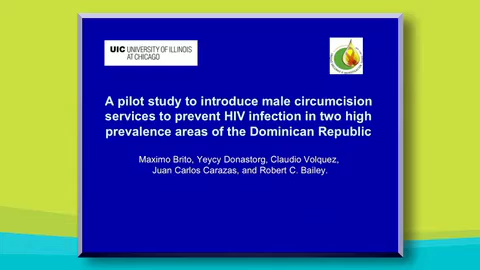 UIC UNIVERSITY OF ILLINOIS
AT CHICAGO
A pilot study to introduce male circumcision
services to prevent HIV infection in two high
prevalence areas of the Dominican Republic
Maximo Brito, Yeycy Donastorg, Claudio Volquez,
Juan Carlos Carazas, and Robert C. Bailey.